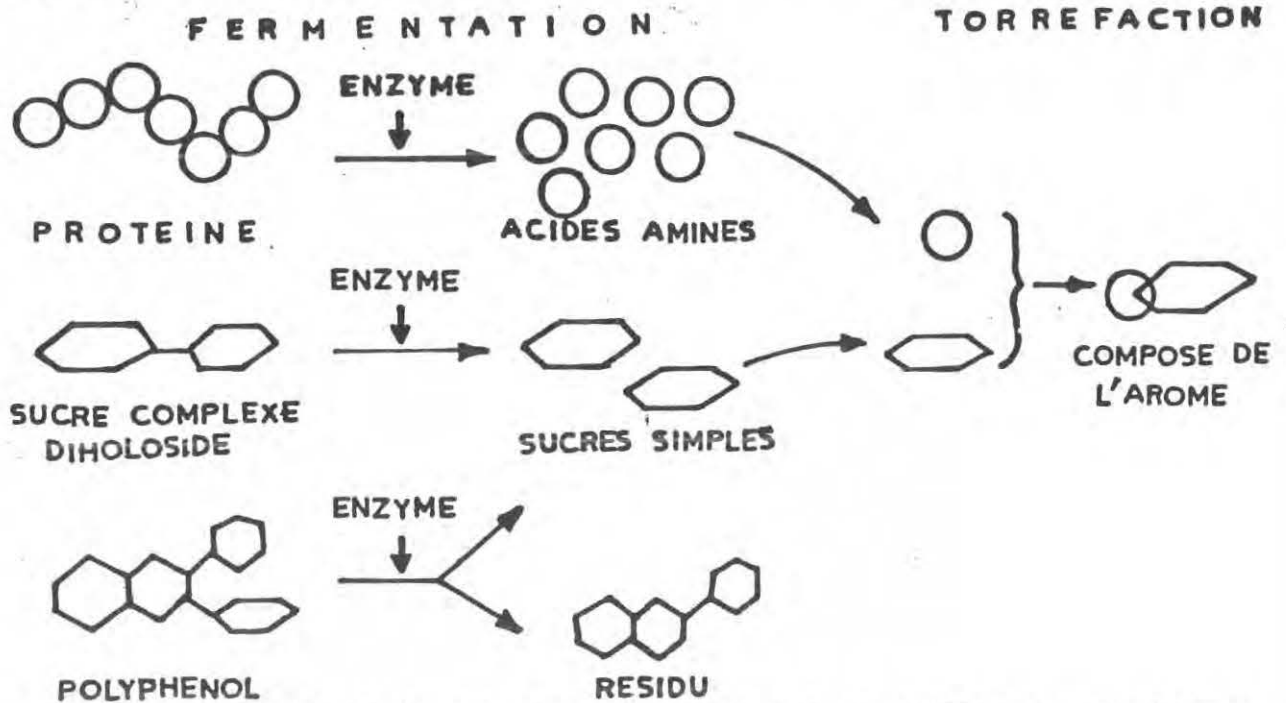 FERMENTATION
TORREFACTION
ENZYME
PROTEINE
ACIDES AMINES
ENZYME
SUCRE COMPLEXE
DIHOLOSIDE
SUCRES SIMPLES
COMPOSE DE
L'AROME
ENZYME
POLYPHENOL
RESIDU